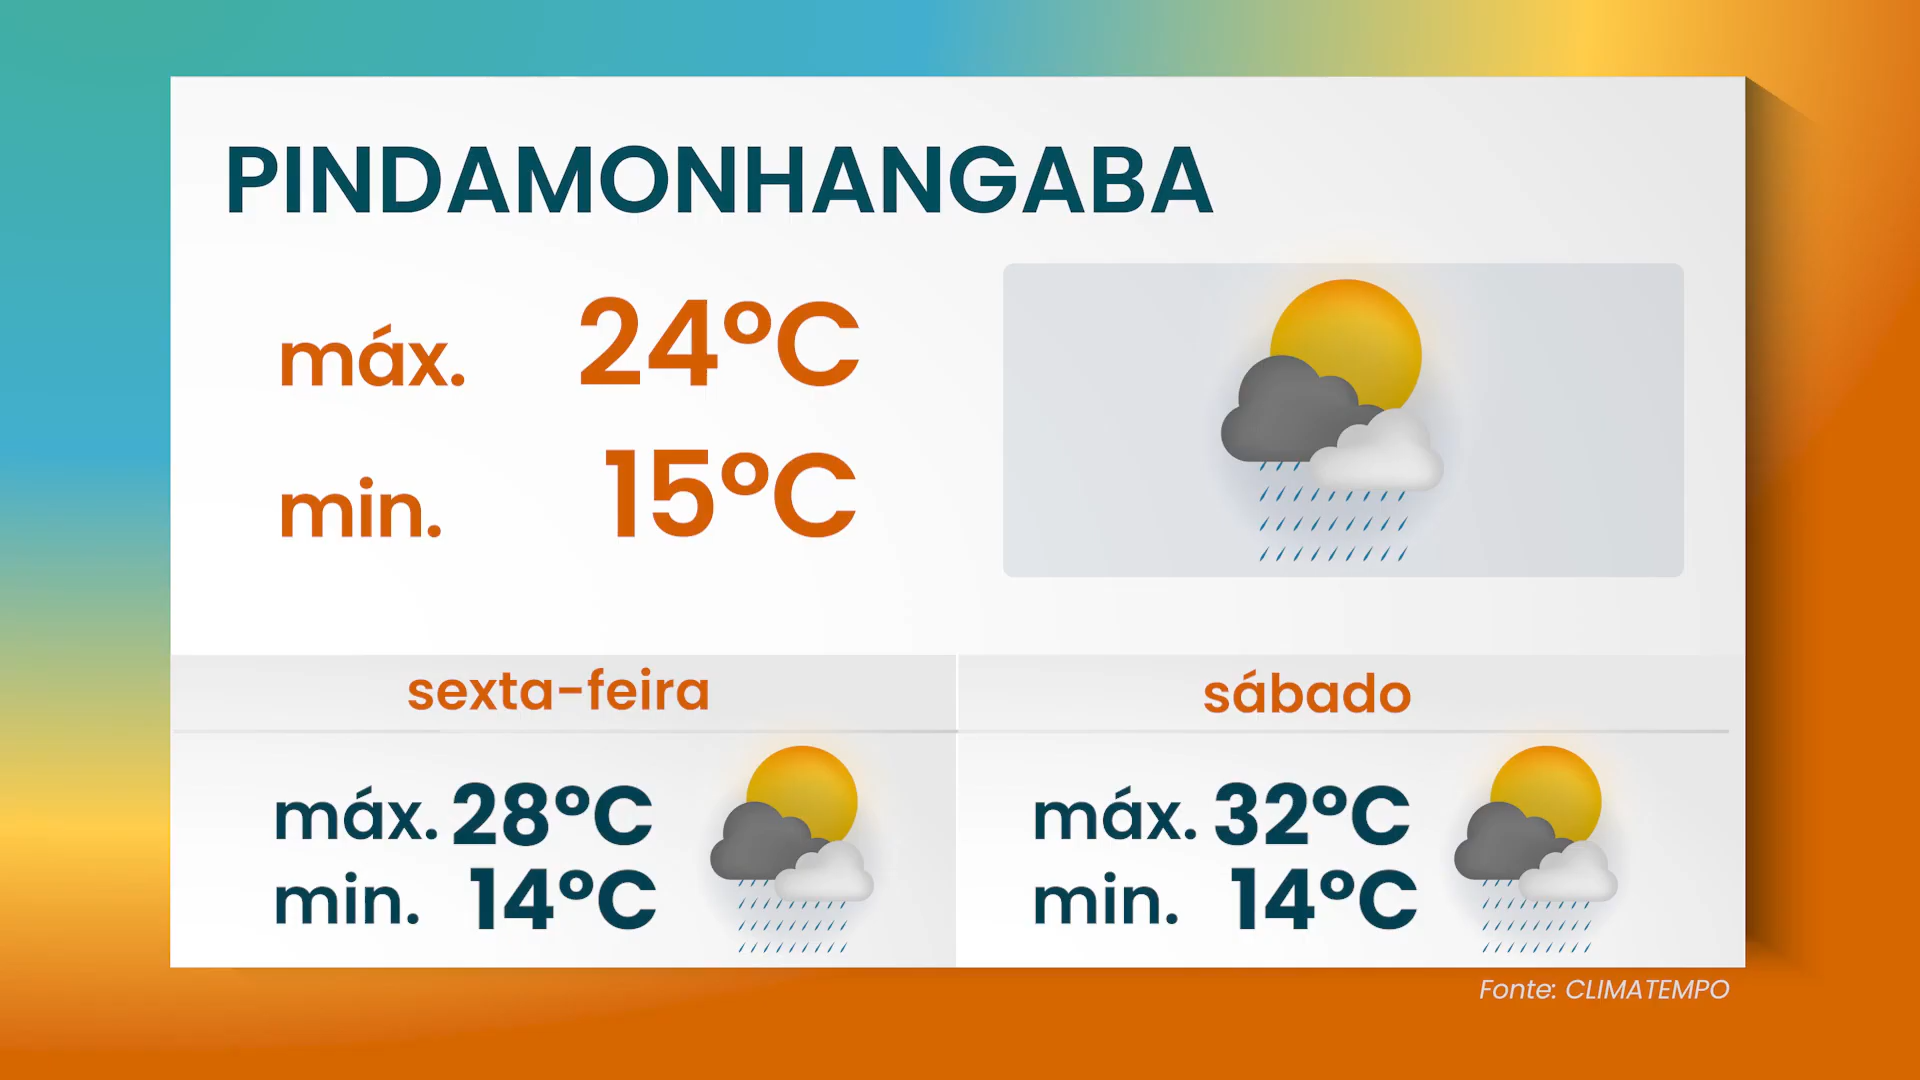 PINDAMONHANGABA
máx. 24°C
min. 15°C
sexta-feira
máx. 28°C
min. 14°C
sábado
máx. 32°C
min. 14°C
Fonte: CLIMATEMPO